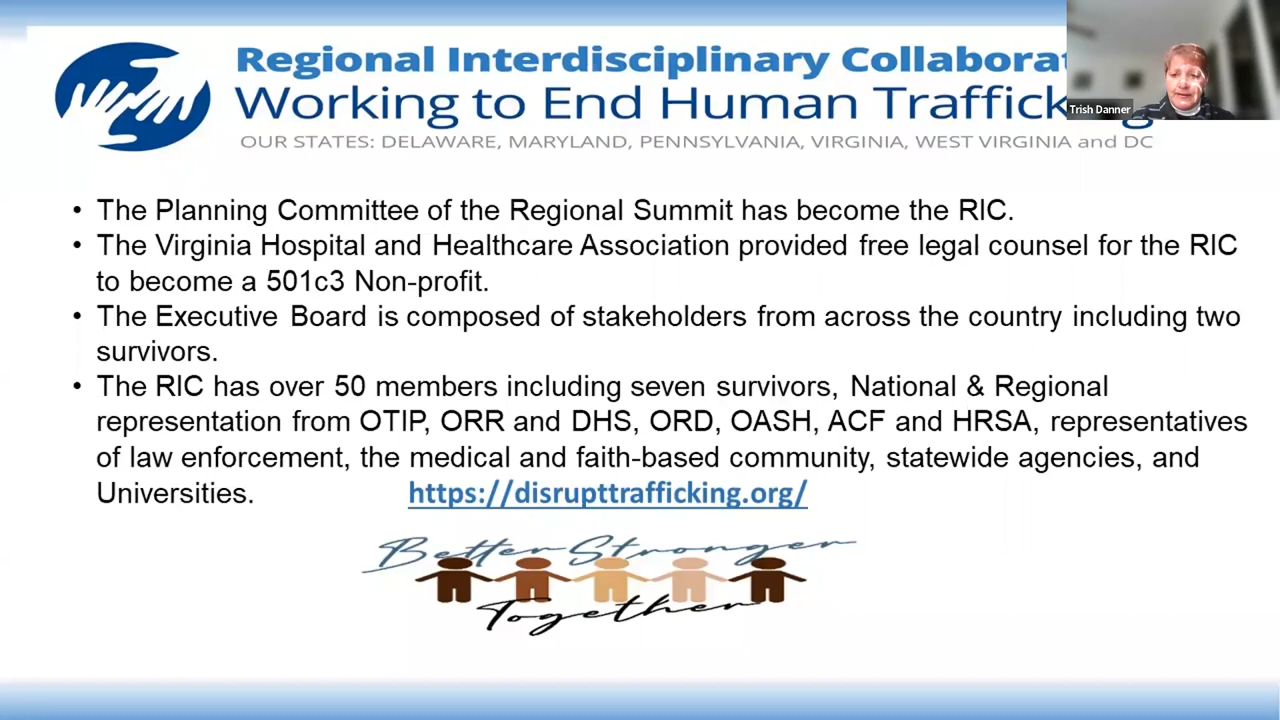 Regional Interdisciplinary Collaborat
Working to End Human Trafficking
Trish Danner
OUR STATES: DELAWARE, MARYLAND, PENNSYLVANIA, VIRGINIA, WEST VIRGINIA and DC
• The Planning Committee of the Regional Summit has become the RIC.
• The Virginia Hospital and Healthcare Association provided free legal counsel for the RIC
to become a 501c3 Non-profit.
• The Executive Board is composed of stakeholders from across the country including two
survivors.
• The RIC has over 50 members including seven survivors, National & Regional
representation from OTIP, ORR and DHS, ORD, OASH, ACF and HRSA, representatives
of law enforcement, the medical and faith-based community, statewide agencies, and
Universities. https://disrupttrafficking.org/
Better Stronger
Together